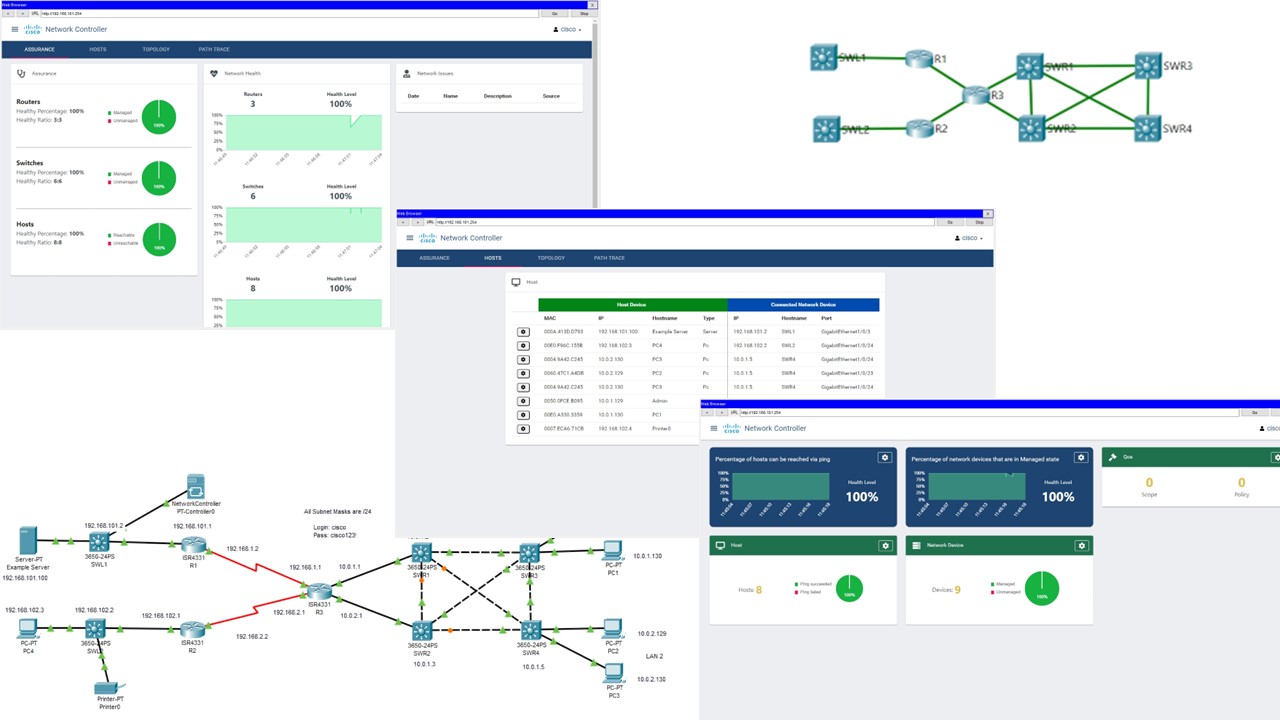 Web Browser X
< > URL http://192.168.101.254 Go Stop
CISCO Network Controller cisco
ASSURANCE HOSTS TOPOLOGY PATH TRACE
Assurance
Routers
Healthy Percentage: 100%
Healthy Ratio: 3:3
Managed
Unmanaged
100%
Switches
Healthy Percentage: 100%
Healthy Ratio: 6:6
Managed
Unmanaged
100%
Hosts
Healthy Percentage: 100%
Healthy Ratio: 8:8
Reachable
Unreachable
100%
Network Health
Routers Health Level
3 100%
100%
75%
50%
25%
0%
Switches Health Level
6 100%
100%
75%
50%
25%
0%
Hosts Health Level
8 100%
100%
75%
50%
25%
Network Issues
Date Name Description Source
SWL1 R1 SWR1 SWR3
R3
SWL2 R2 SWR2 SWR4
Web Browser X
< > URL http://192.168.101.254 Go Stop
CISCO Network Controller cisco
ASSURANCE HOSTS TOPOLOGY PATH TRACE
Host
Host Device Connected Network Device
MAC IP Hostname Type IP Hostname Port
000A.413D.D793 192.168.101.100 Example Server Server 192.168.101.2 SWL1 GigabitEthernet1/0/3
00E0.F96C.155B 192.168.102.3 PC4 Pc 192.168.102.2 SWL2 GigabitEthernet1/0/24
0004.9A42.C245 10.0.2.130 PC3 Pc 10.0.1.5 SWR4 GigabitEthernet1/0/24
0060.47C1.A4DB 10.0.2.129 PC2 Pc 10.0.1.5 SWR4 GigabitEthernet1/0/23
0004.9A42.C245 10.0.2.130 PC3 Pc 10.0.1.5 SWR4 GigabitEthernet1/0/24
0050.0FCE.B095 10.0.1.129 Admin
00E0.A330.3359 10.0.1.130 PC1
0007.ECA6.71CB 192.168.102.4 Printer0
Web Browser
< > URL http://192.168.101.254 Go Stop
CISCO Network Controller cisco
Percentage of hosts can be reached via ping
100%
75%
50%
25%
0%
Health Level
100%
Percentage of network devices that are in Managed state
100%
75%
50%
25%
0%
Health Level
100%
Qos
0 0
Scope Policy
Host
Hosts: 8
Ping succeeded
Ping failed
100%
Network Device
Devices: 9
Managed
Unmanaged
100%
NetworkController
PT-Controller0
All Subnet Masks are /24
Login: cisco
Pass: cisco123!
192.168.101.2 192.168.101.1
Server-PT
Example Server
192.168.101.100
3650-24PS
SWL1
ISR4331
R1
192.168.1.2
192.168.1.1
10.0.1.1
ISR4331
R3
192.168.2.1
10.0.2.1
3650-24PS
SWR1
SWR3
10.0.1.130
PC-PT
PC1
192.168.102.3 192.168.102.2 192.168.102.1
PC-PT
PC4
3650-24PS
ISR4331
R2
192.168.2.2
3650-24PS
SWR2
10.0.1.3
3650-24PS
SWR4
10.0.1.5
PC-PT
PC2
10.0.2.129
LAN 2
PC-PT
PC3
10.0.2.130
Printer-PT
Printer0